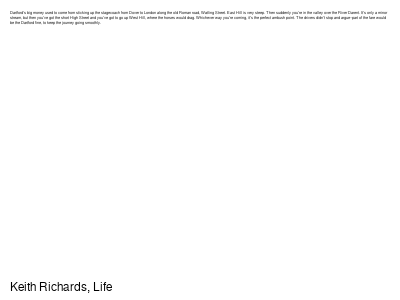 Dartford's big money used to come from sticking up the stagecoach from Dover to London along the old Roman road, Watling Street. East Hill is very steep. Then suddenly you're in the valley over the River Darent. It's only a minor
stream, but then you've got the short High Street and you've got to go up West Hill, where the horses would drag. Whichever way you're coming, it's the perfect ambush point. The drivers didn't stop and argue-part of the fare would
be the Dartford fine, to keep the journey going smoothly.
Keith Richards, Life